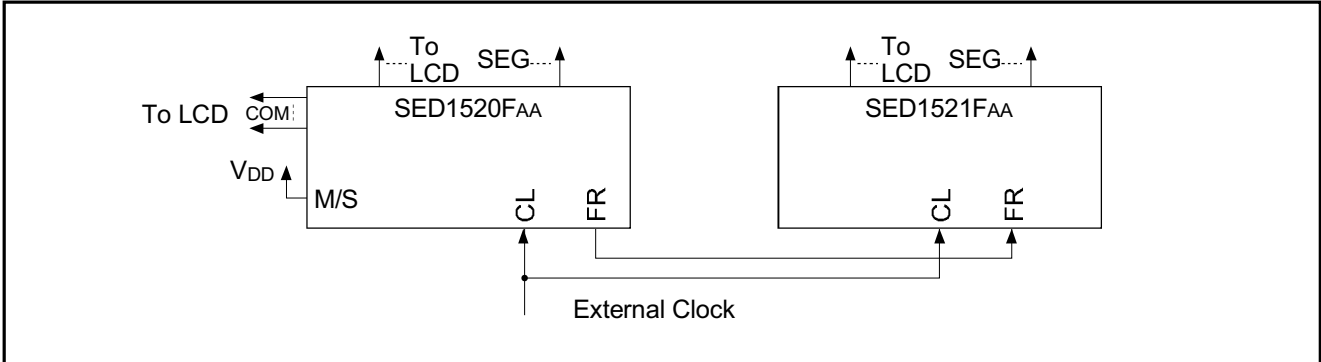 To
LCD
SEG
To
LCD
SEG
SED1520FAA
SED1521FAA
To LCD
COM
VDD
M/S
CL
FR
CL
FR
External Clock